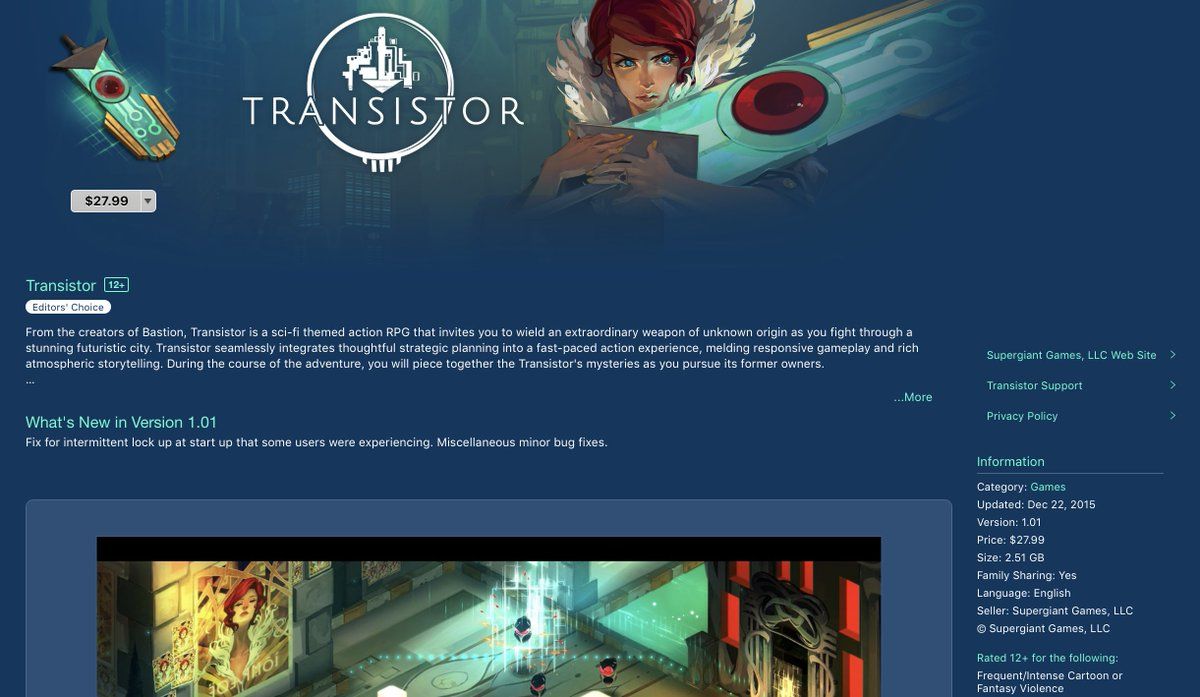 TRANSISTOR
$27.99
Transistor 12+
Editors' Choice
From the creators of Bastion, Transistor is a sci-fi themed action RPG that invites you to wield an extraordinary weapon of unknown origin as you fight through a
stunning futuristic city. Transistor seamlessly integrates thoughtful strategic planning into a fast-paced action experience, melding responsive gameplay and rich
atmospheric storytelling. During the course of the adventure, you will piece together the Transistor's mysteries as you pursue its former owners.
...
...More
What's New in Version 1.01
Fix for intermittent lock up at start up that some users were experiencing. Miscellaneous minor bug fixes.
Supergiant Games, LLC Web Site
Transistor Support
Privacy Policy
Information
Category: Games
Updated: Dec 22, 2015
Version: 1.01
Price: $27.99
Size: 2.51 GB
Family Sharing: Yes
Language: English
Seller: Supergiant Games, LLC
© Supergiant Games, LLC
Rated 12+ for the following:
Frequent/Intense Cartoon or
Fantasy Violence